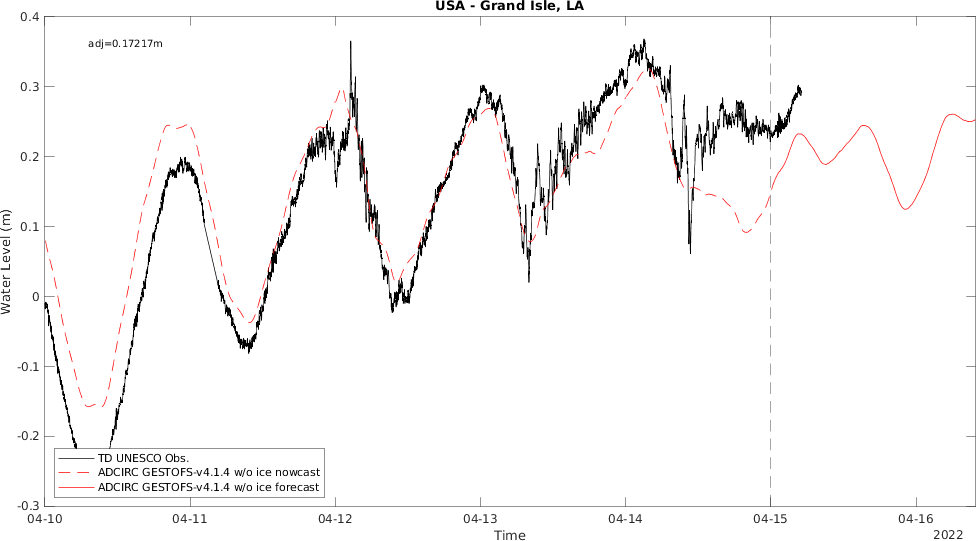 USA - Grand Isle, LA
adj=0.17217m
0.4
0.3
0.2
0.1
0
-0.1
-0.2
-0.3
Water Level (m)
TD UNESCO Obs.
ADCIRC GESTOFS-v4.1.4 w/o ice nowcast
ADCIRC GESTOFS-v4.1.4 w/o ice forecast
04-10 04-11 04-12 04-13 04-14 04-15 04-16
Time
2022